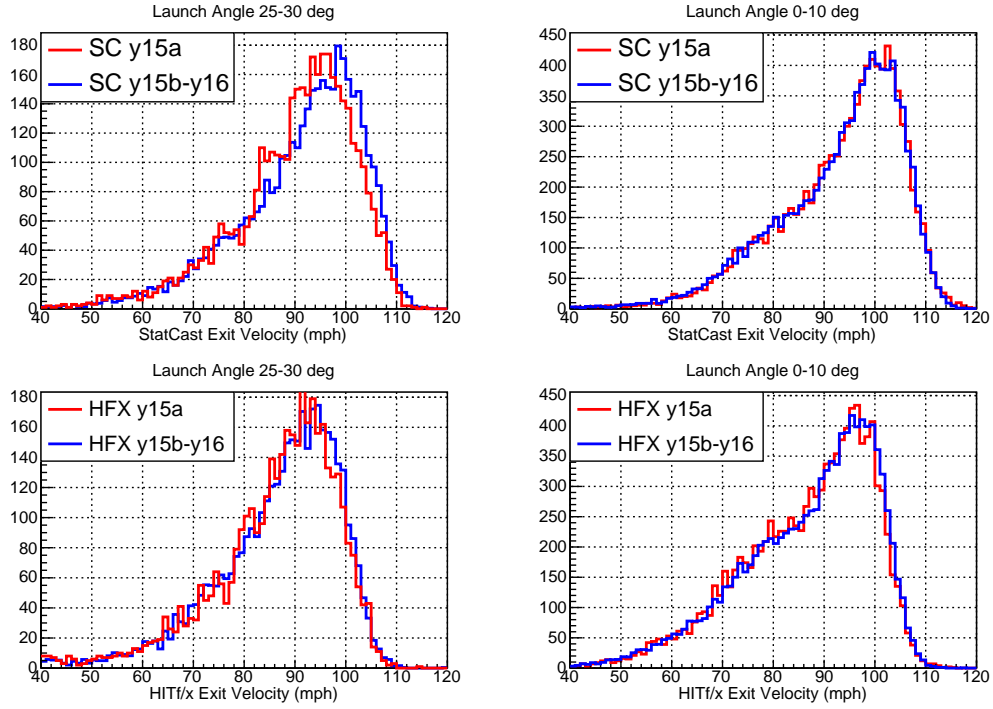 Launch Angle 25-30 deg
SC y15a
SC y15b-y16
180
160
140
120
100
80
60
40
20
0
40 50 60 70 80 90 100 110 120
StatCast Exit Velocity (mph)
Launch Angle 0-10 deg
SC y15a
SC y15b-y16
450
400
350
300
250
200
150
100
50
0
40 50 60 70 80 90 100 110 120
StatCast Exit Velocity (mph)
Launch Angle 25-30 deg
HFX y15a
HFX y15b-y16
180
160
140
120
100
80
60
40
20
0
40 50 60 70 80 90 100 110 120
HITf/x Exit Velocity (mph)
Launch Angle 0-10 deg
HFX y15a
HFX y15b-y16
450
400
350
300
250
200
150
100
50
0
40 50 60 70 80 90 100 110 120
HITf/x Exit Velocity (mph)